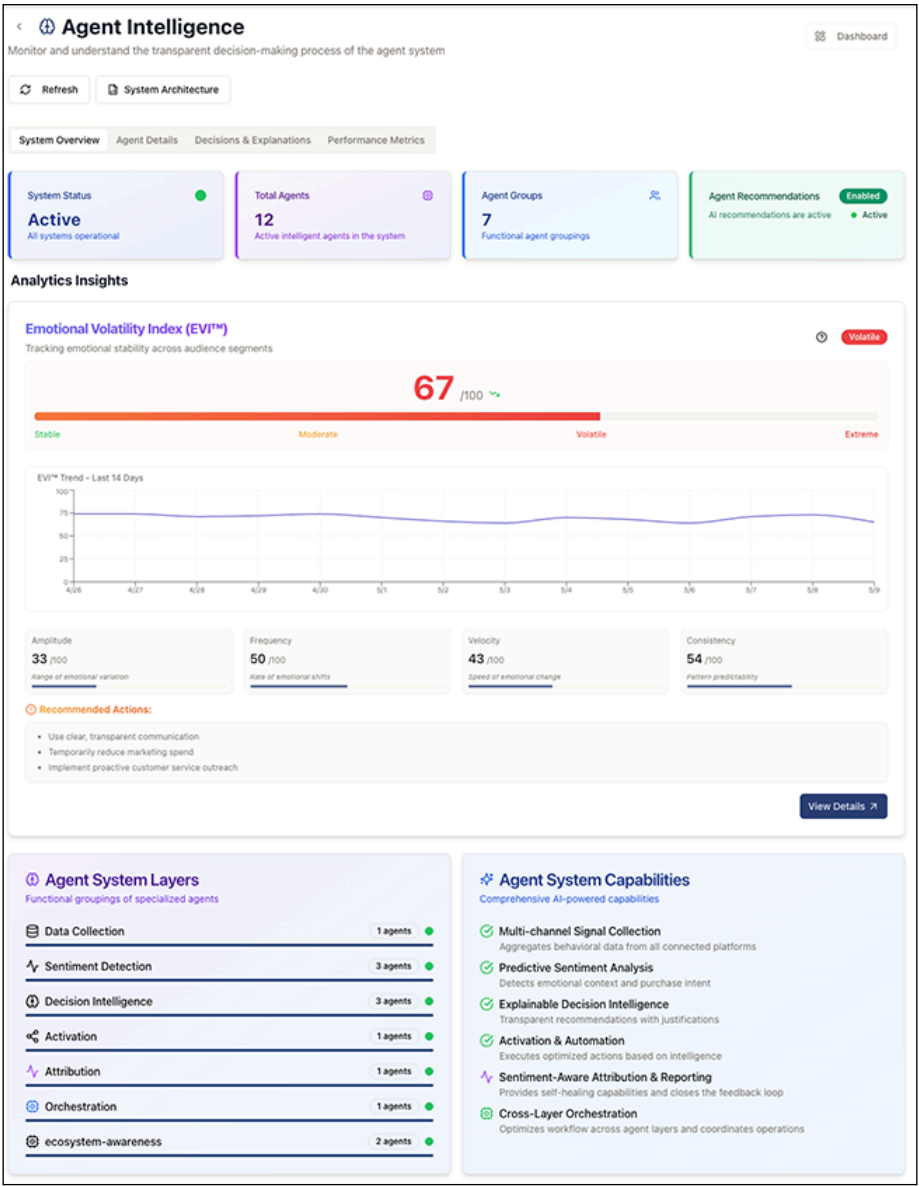 Agent Intelligence
Dashboard
Monitor and understand the transparent decision-making process of the agent system
Refresh
System Architecture
System Overview
Agent Details
Decisions & Explanations
Performance Metrics
System Status
Active
All systems operational
Total Agents
12
Active intelligent agents in the system
Agent Groups
7
Functional agent groupings
Agent Recommendations
Enabled
AI recommendations are active
Active
Analytics Insights
Emotional Volatility Index (EVI™)
Volatile
Tracking emotional stability across audience segments
67 /100
Stable
Moderate
Volatile
Extreme
EVI™ Trend - Last 14 Days
100
75
50
25
0
4/26
4/27
4/28
4/29
4/30
5/1
5/2
5/3
5/4
5/5
5/6
5/7
5/8
5/9
Amplitude
33 /100
Range of emotional variation
Frequency
50 /100
Rate of emotional shifts
Velocity
43 /100
Speed of emotional change
Consistency
54 /100
Pattern predictability
Recommended Actions:
• Use clear, transparent communication
• Temporarily reduce marketing spend
• Implement proactive customer service outreach
View Details
Agent System Layers
Functional groupings of specialized agents
Data Collection
1 agents
Sentiment Detection
3 agents
Decision Intelligence
3 agents
Activation
1 agents
Attribution
1 agents
Orchestration
1 agents
ecosystem-awareness
2 agents
Agent System Capabilities
Comprehensive AI-powered capabilities
Multi-channel Signal Collection
Aggregates behavioral data from all connected platforms
Predictive Sentiment Analysis
Detects emotional context and purchase intent
Explainable Decision Intelligence
Transparent recommendations with justifications
Activation & Automation
Executes optimized actions based on intelligence
Sentiment-Aware Attribution & Reporting
Provides self-healing capabilities and closes the feedback loop
Cross-Layer Orchestration
Optimizes workflow across agent layers and coordinates operations